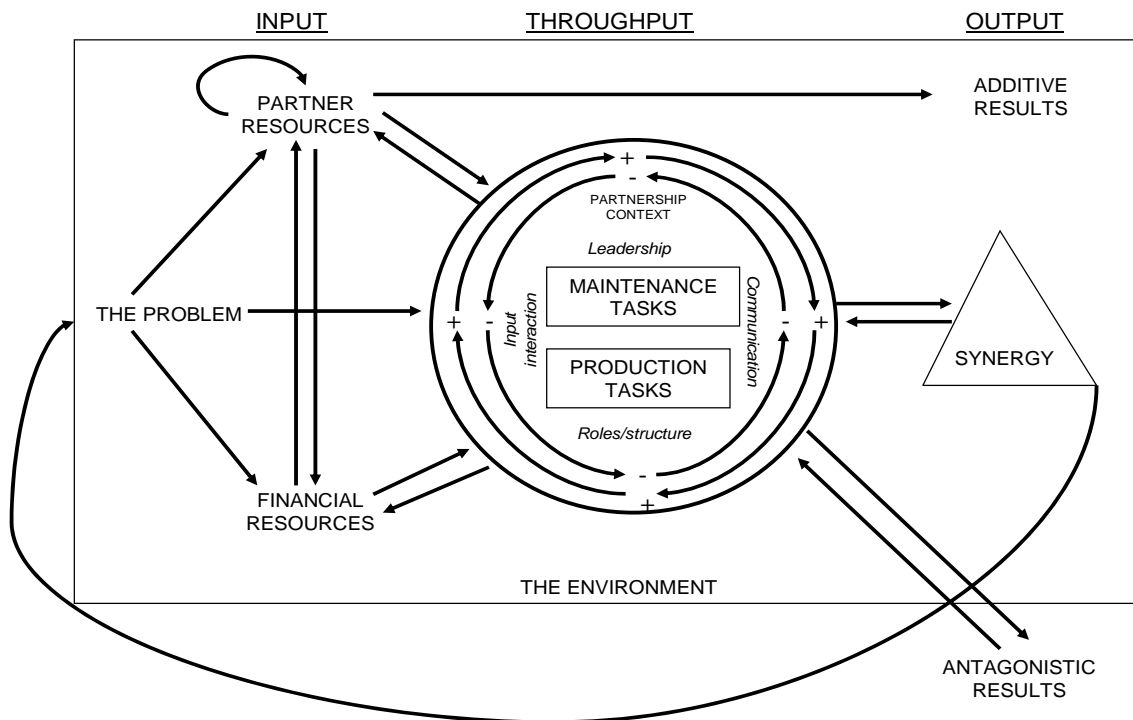 INPUT
THROUGHPUT
OUTPUT
PARTNER
RESOURCES
ADDITIVE
RESULTS
+
-
PARTNERSHIP
CONTEXT
Leadership
MAINTENANCE
TASKS
Input
interaction
Communication
THE PROBLEM
+
-
-
+
PRODUCTION
TASKS
SYNERGY
Roles/structure
-
+
FINANCIAL
RESOURCES
THE ENVIRONMENT
ANTAGONISTIC
RESULTS